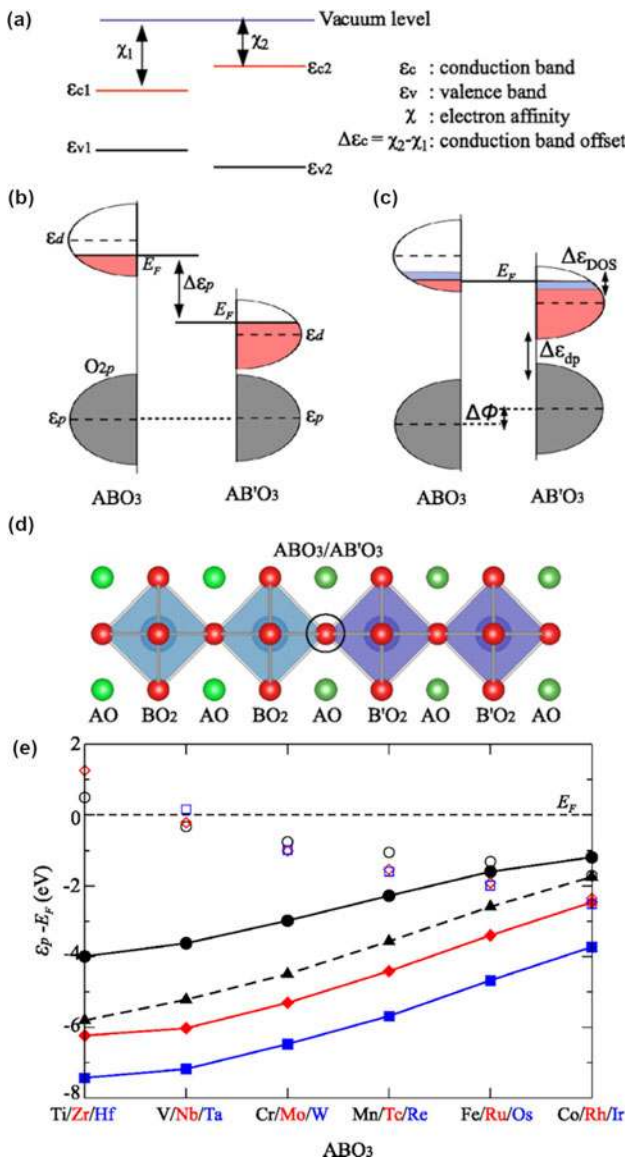 (a)
Vacuum level
χ1
χ2
εc2
εc1
εv1
εv2
εc : conduction band
εv : valence band
χ : electron affinity
Δεc = χ2-χ1: conduction band offset
(b)
εd
EF
Δεp
EF
εd
O2p
εp
εp
ABO3
AB'O3
(c)
ΔεDOS
EF
Δεdp
ΔΦ
ABO3
AB'O3
(d)
ABO3/AB'O3
AO BO2 AO BO2 AO B'O2 AO B'O2 AO
(e)
2
0
-2
-4
-6
-8
εp -EF (eV)
EF
Ti/Zr/Hf V/Nb/Ta Cr/Mo/W Mn/Tc/Re Fe/Ru/Os Co/Rh/Ir
ABO3